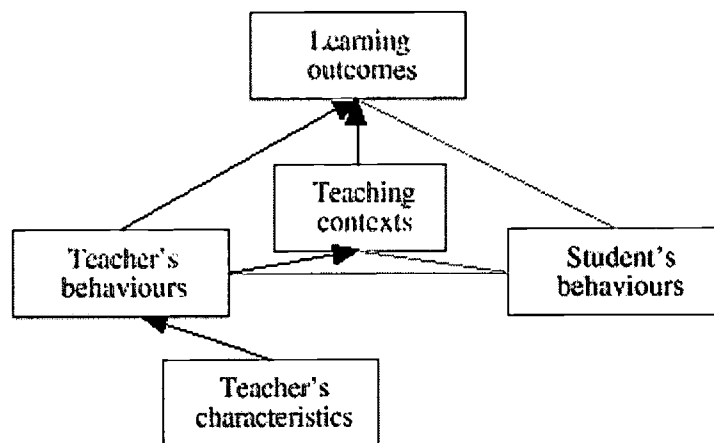 Learning
outcomes
Teaching
contexts
Teacher's
behaviours
Student's
behaviours
Teacher's
characteristics